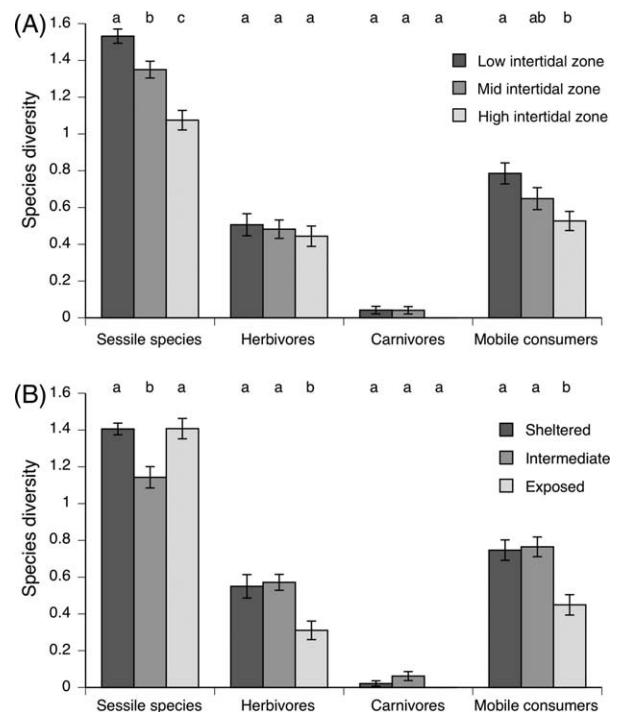 (A)
a b c a a a a a a a ab b
1.6
1.4
1.2
1
0.8
0.6
0.4
0.2
0
Species diversity
Low intertidal zone
Mid intertidal zone
High intertidal zone
Sessile species Herbivores Carnivores Mobile consumers
(B)
a b a a a b a a a a a b
1.6
1.4
1.2
1
0.8
0.6
0.4
0.2
0
Species diversity
Sheltered
Intermediate
Exposed
Sessile species Herbivores Carnivores Mobile consumers